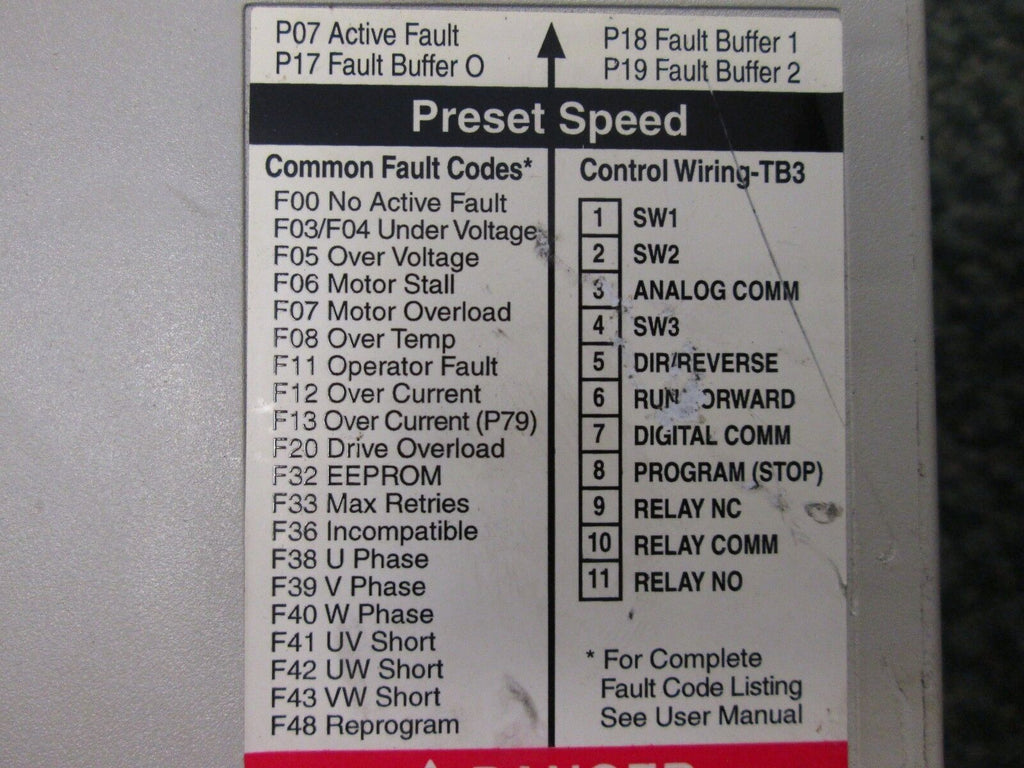 P07 Active Fault
P17 Fault Buffer O
P18 Fault Buffer 1
P19 Fault Buffer 2
Preset Speed
Common Fault Codes*
F00 No Active Fault
F03/F04 Under Voltage
F05 Over Voltage
F06 Motor Stall
F07 Motor Overload
F08 Over Temp
F11 Operator Fault
F12 Over Current
F13 Over Current (P79)
F20 Drive Overload
F32 EEPROM
F33 Max Retries
F36 Incompatible
F38 U Phase
F39 V Phase
F40 W Phase
F41 UV Short
F42 UW Short
F43 VW Short
F48 Reprogram
Control Wiring-TB3
1 SW1
2 SW2
3 ANALOG COMM
4 SW3
5 DIR/REVERSE
6 RUN
7 DIGITAL COMM
8 PROGRAM (STOP)
9 RELAY NC
10 RELAY COMM
11 RELAY NO
* For Complete
Fault Code Listing
See User Manual